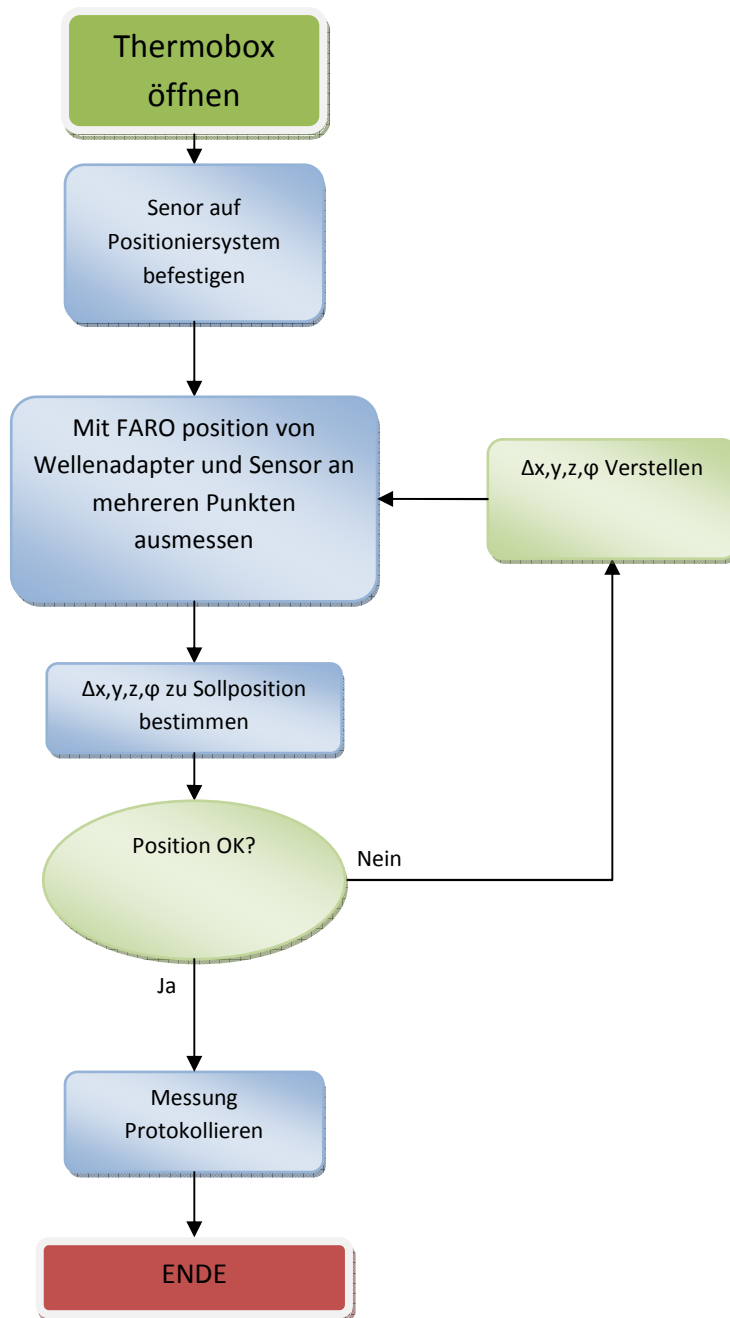 Thermobox
öffnen
Senor auf
Positioniersystem
befestigen
Mit FARO position von
Wellenadapter und Sensor an
mehreren Punkten
ausmessen
Δx,y,z,φ Verstellen
Δx,y,z,φ zu Sollposition
bestimmen
Position OK?
Nein
Ja
Messung
Protokollieren
ENDE